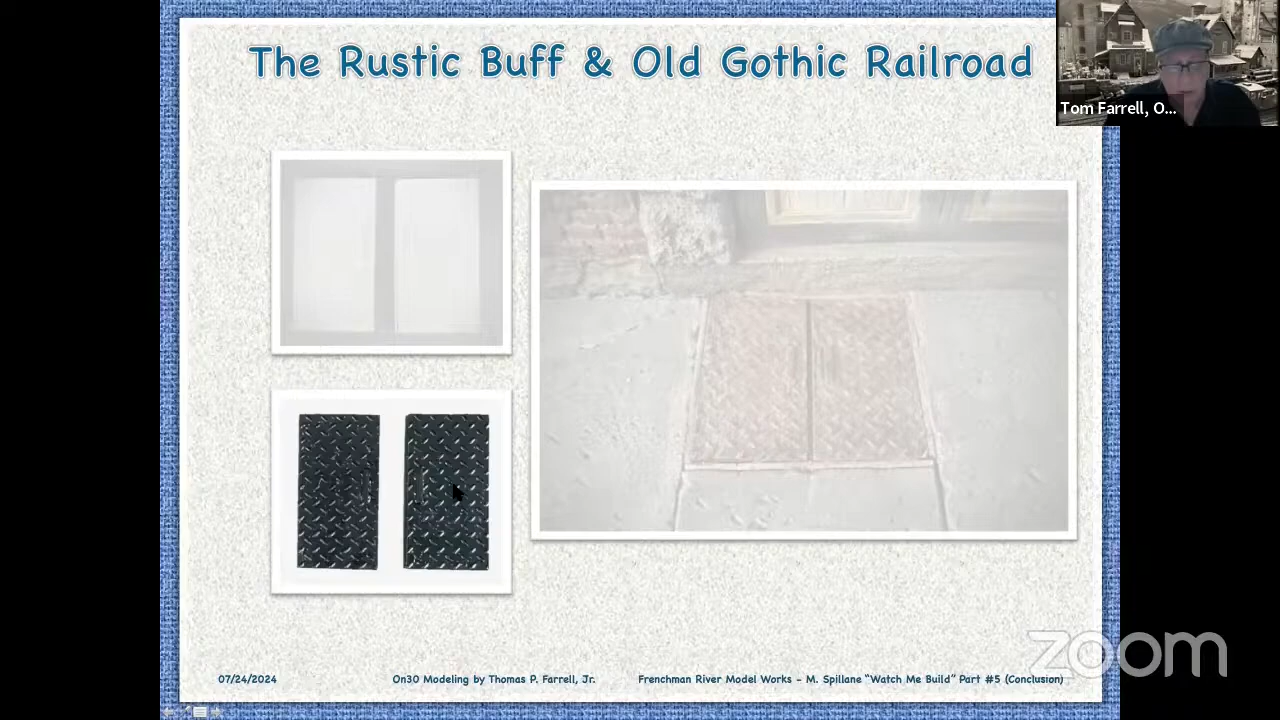 The Rustic Buff & Old Gothic Railroad
Tom Farrell, O...
zoom
07/24/2024
On30 Modeling by Thomas P. Farrell, Jr.
Frenchman River Model Works - M. Spillane "Watch Me Build" Part #5 (Conclusion)